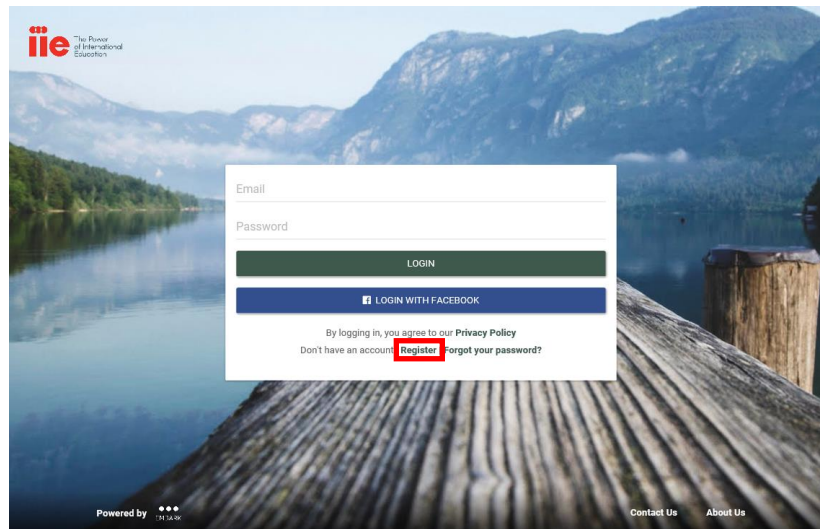 iie The Power
of International
Education
Email
Password
LOGIN
LOGIN WITH FACEBOOK
By logging in, you agree to our Privacy Policy
Don't have an account Register Forgot your password?
Powered by EMBARK
Contact Us About Us